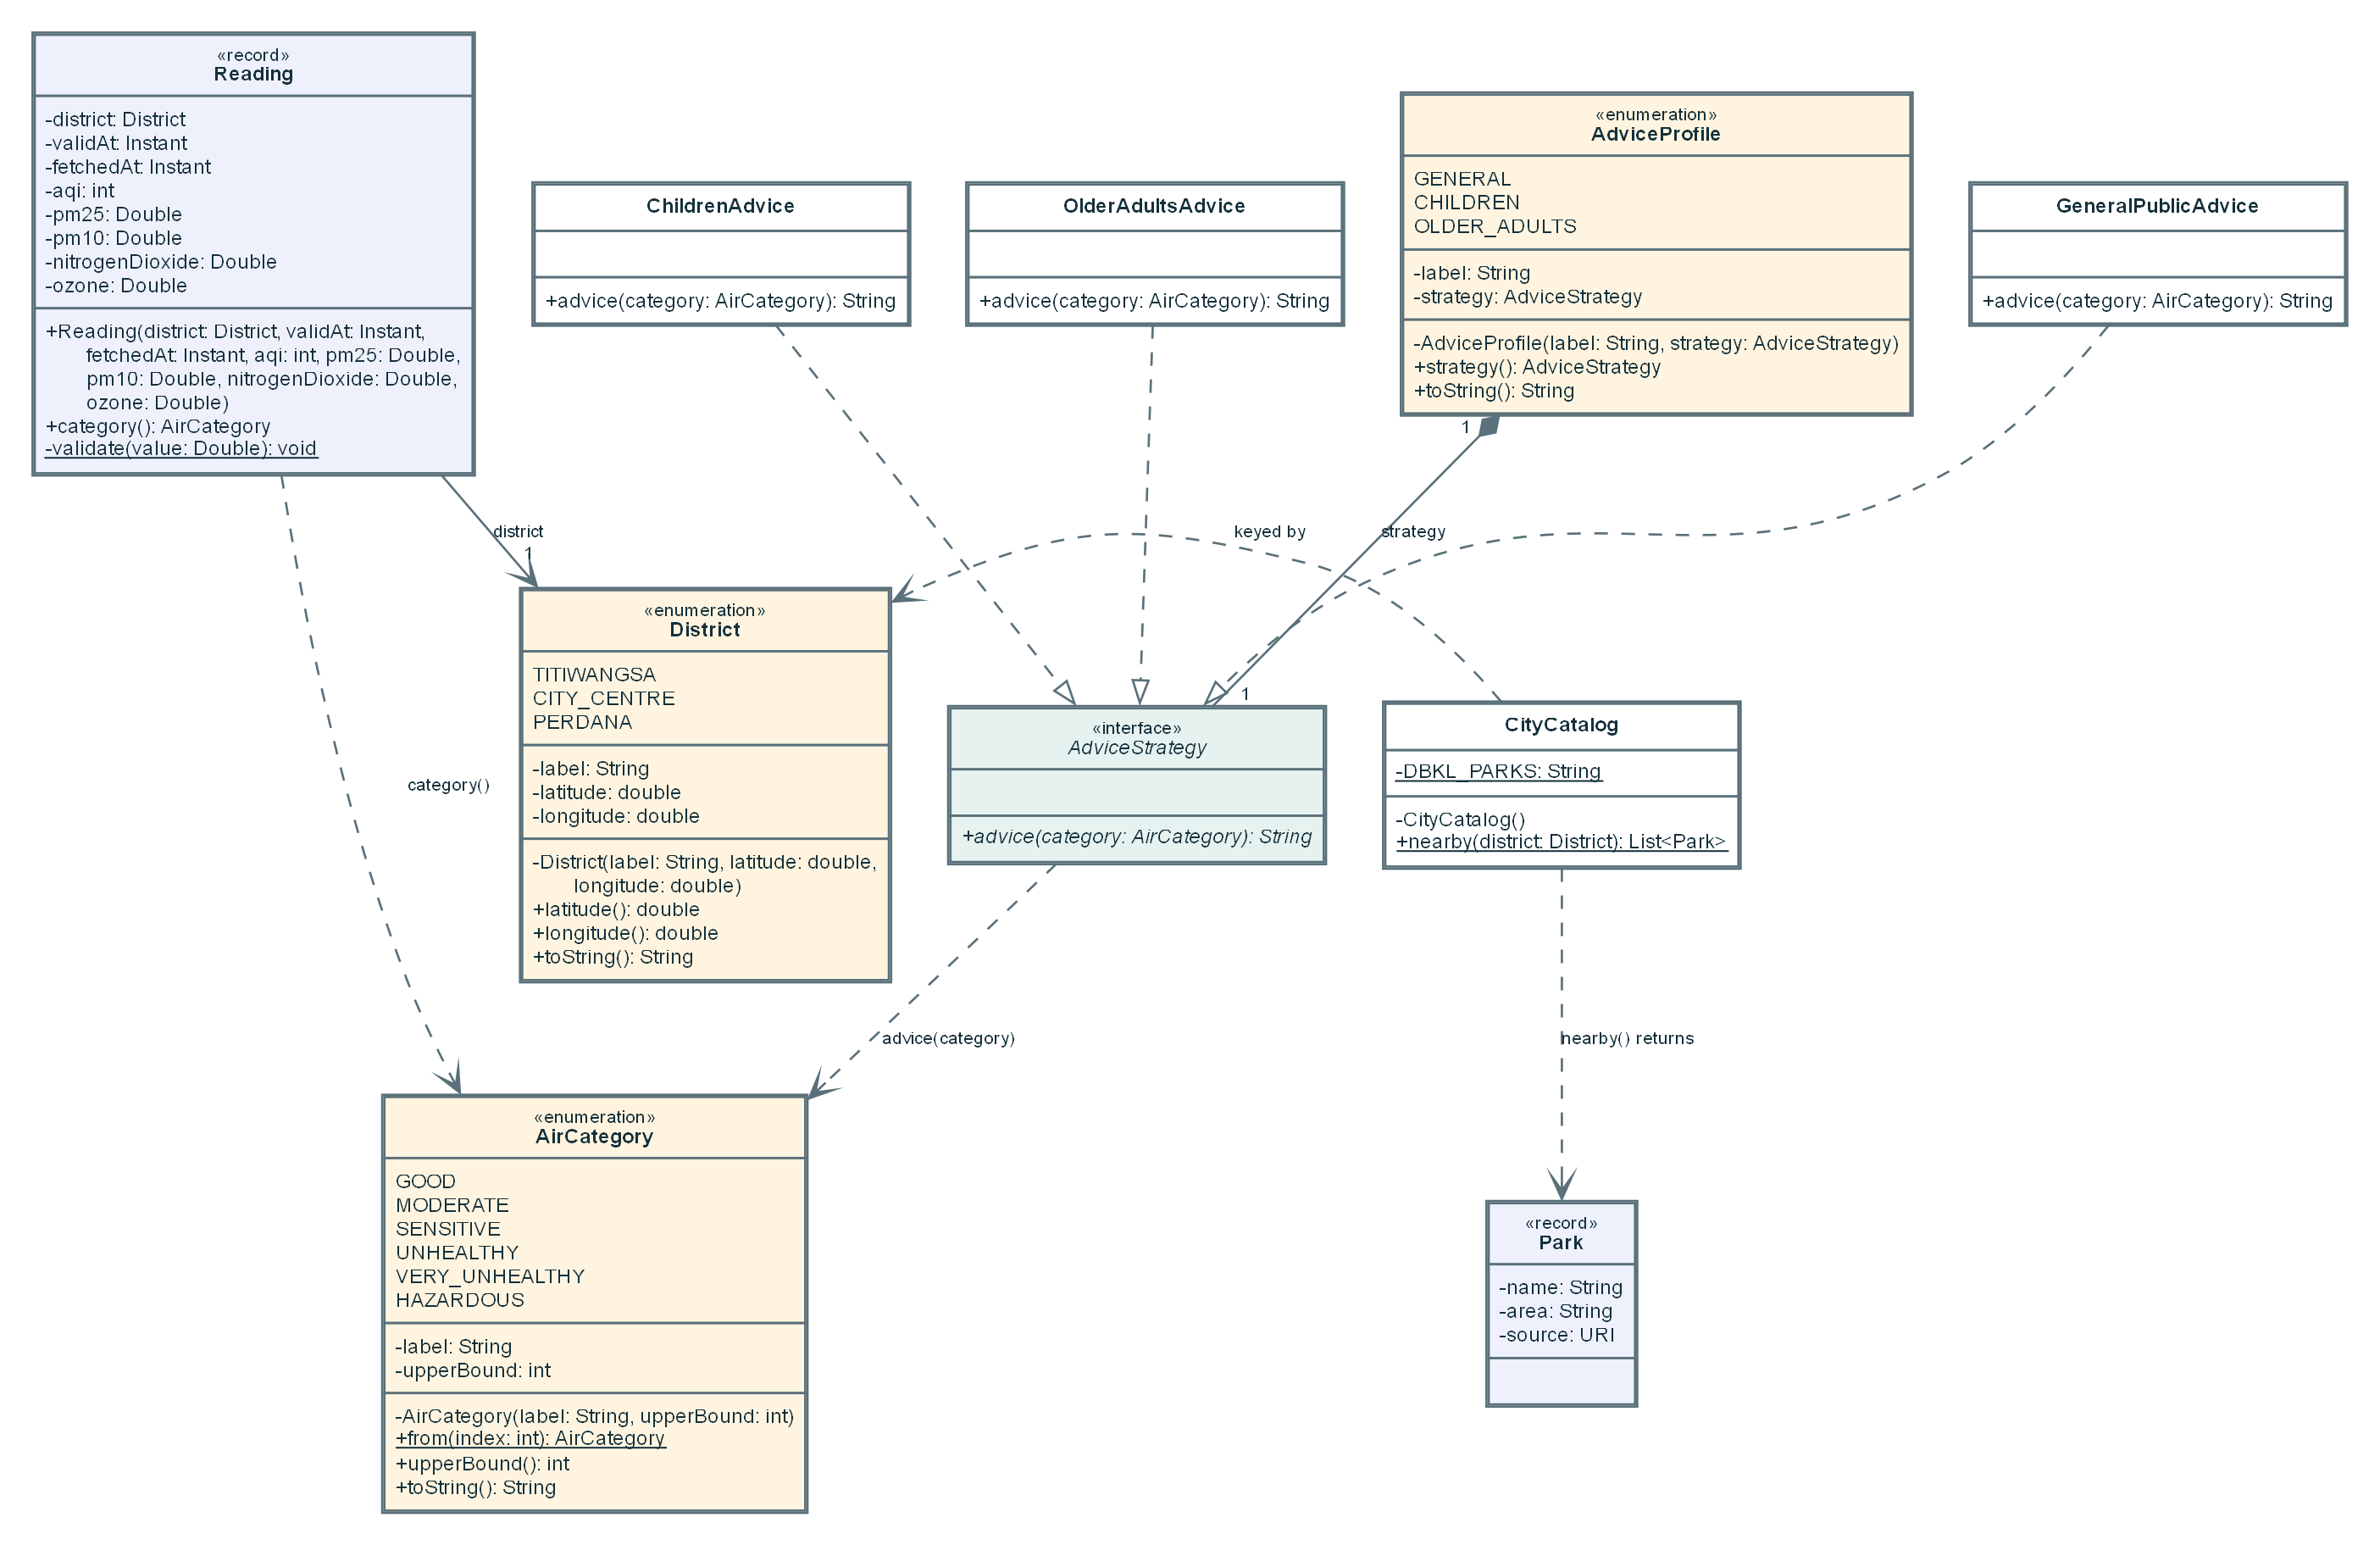 «record»
Reading
-district: District
-validAt: Instant
-fetchedAt: Instant
-aqi: int
-pm25: Double
-pm10: Double
-nitrogenDioxide: Double
-ozone: Double
+Reading(district: District, validAt: Instant,
fetchedAt: Instant, aqi: int, pm25: Double,
pm10: Double, nitrogenDioxide: Double,
ozone: Double)
+category(): AirCategory
-validate(value: Double): void
ChildrenAdvice
+advice(category: AirCategory): String
OlderAdultsAdvice
+advice(category: AirCategory): String
«enumeration»
AdviceProfile
GENERAL
CHILDREN
OLDER_ADULTS
-label: String
-strategy: AdviceStrategy
-AdviceProfile(label: String, strategy: AdviceStrategy)
+strategy(): AdviceStrategy
+toString(): String
GeneralPublicAdvice
+advice(category: AirCategory): String
1
district
1
keyed by
strategy
1
«enumeration»
District
TITIWANGSA
CITY_CENTRE
PERDANA
-label: String
-latitude: double
-longitude: double
-District(label: String, latitude: double,
longitude: double)
+latitude(): double
+longitude(): double
+toString(): String
«interface»
AdviceStrategy
+advice(category: AirCategory): String
CityCatalog
-DBKL_PARKS: String
-CityCatalog()
+nearby(district: District): List<Park>
category()
advice(category)
nearby() returns
«enumeration»
AirCategory
GOOD
MODERATE
SENSITIVE
UNHEALTHY
VERY_UNHEALTHY
HAZARDOUS
-label: String
-upperBound: int
-AirCategory(label: String, upperBound: int)
+from(index: int): AirCategory
+upperBound(): int
+toString(): String
«record»
Park
-name: String
-area: String
-source: URI